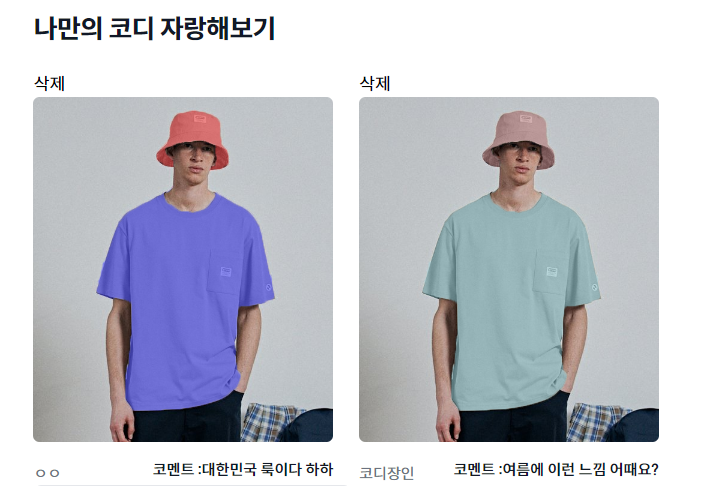 나만의 코디 자랑해보기
삭제
삭제
ㅇㅇ
코멘트 :대한민국 룩이다 하하
코디장인
코멘트 :여름에 이런 느낌 어때요?